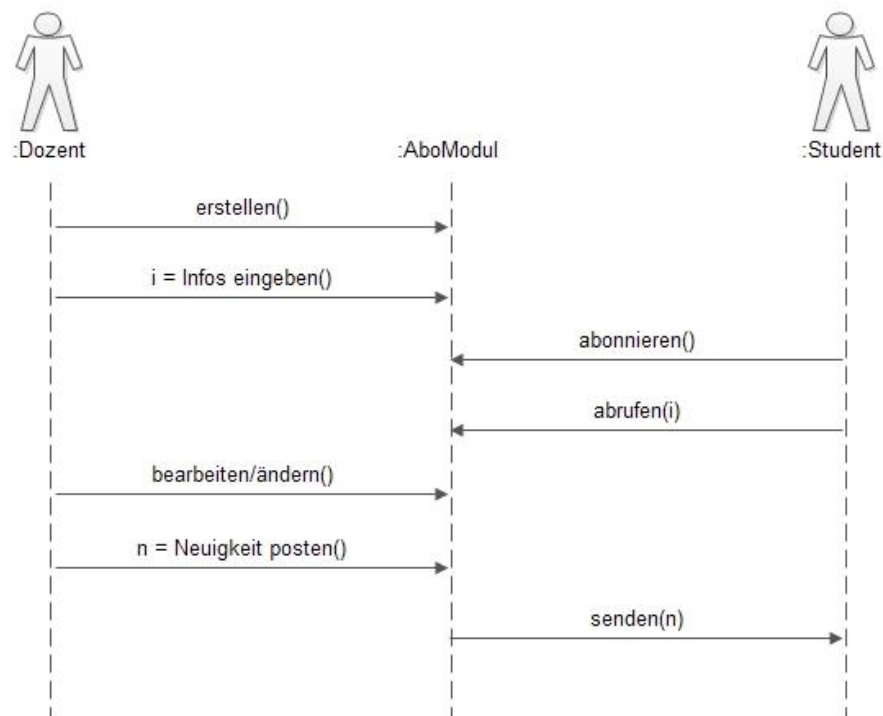 :Dozent
:AboModul
:Student
erstellen()
i = Infos eingeben()
abonnieren()
abrufen(i)
bearbeiten/ändern()
n = Neuigkeit posten()
senden(n)